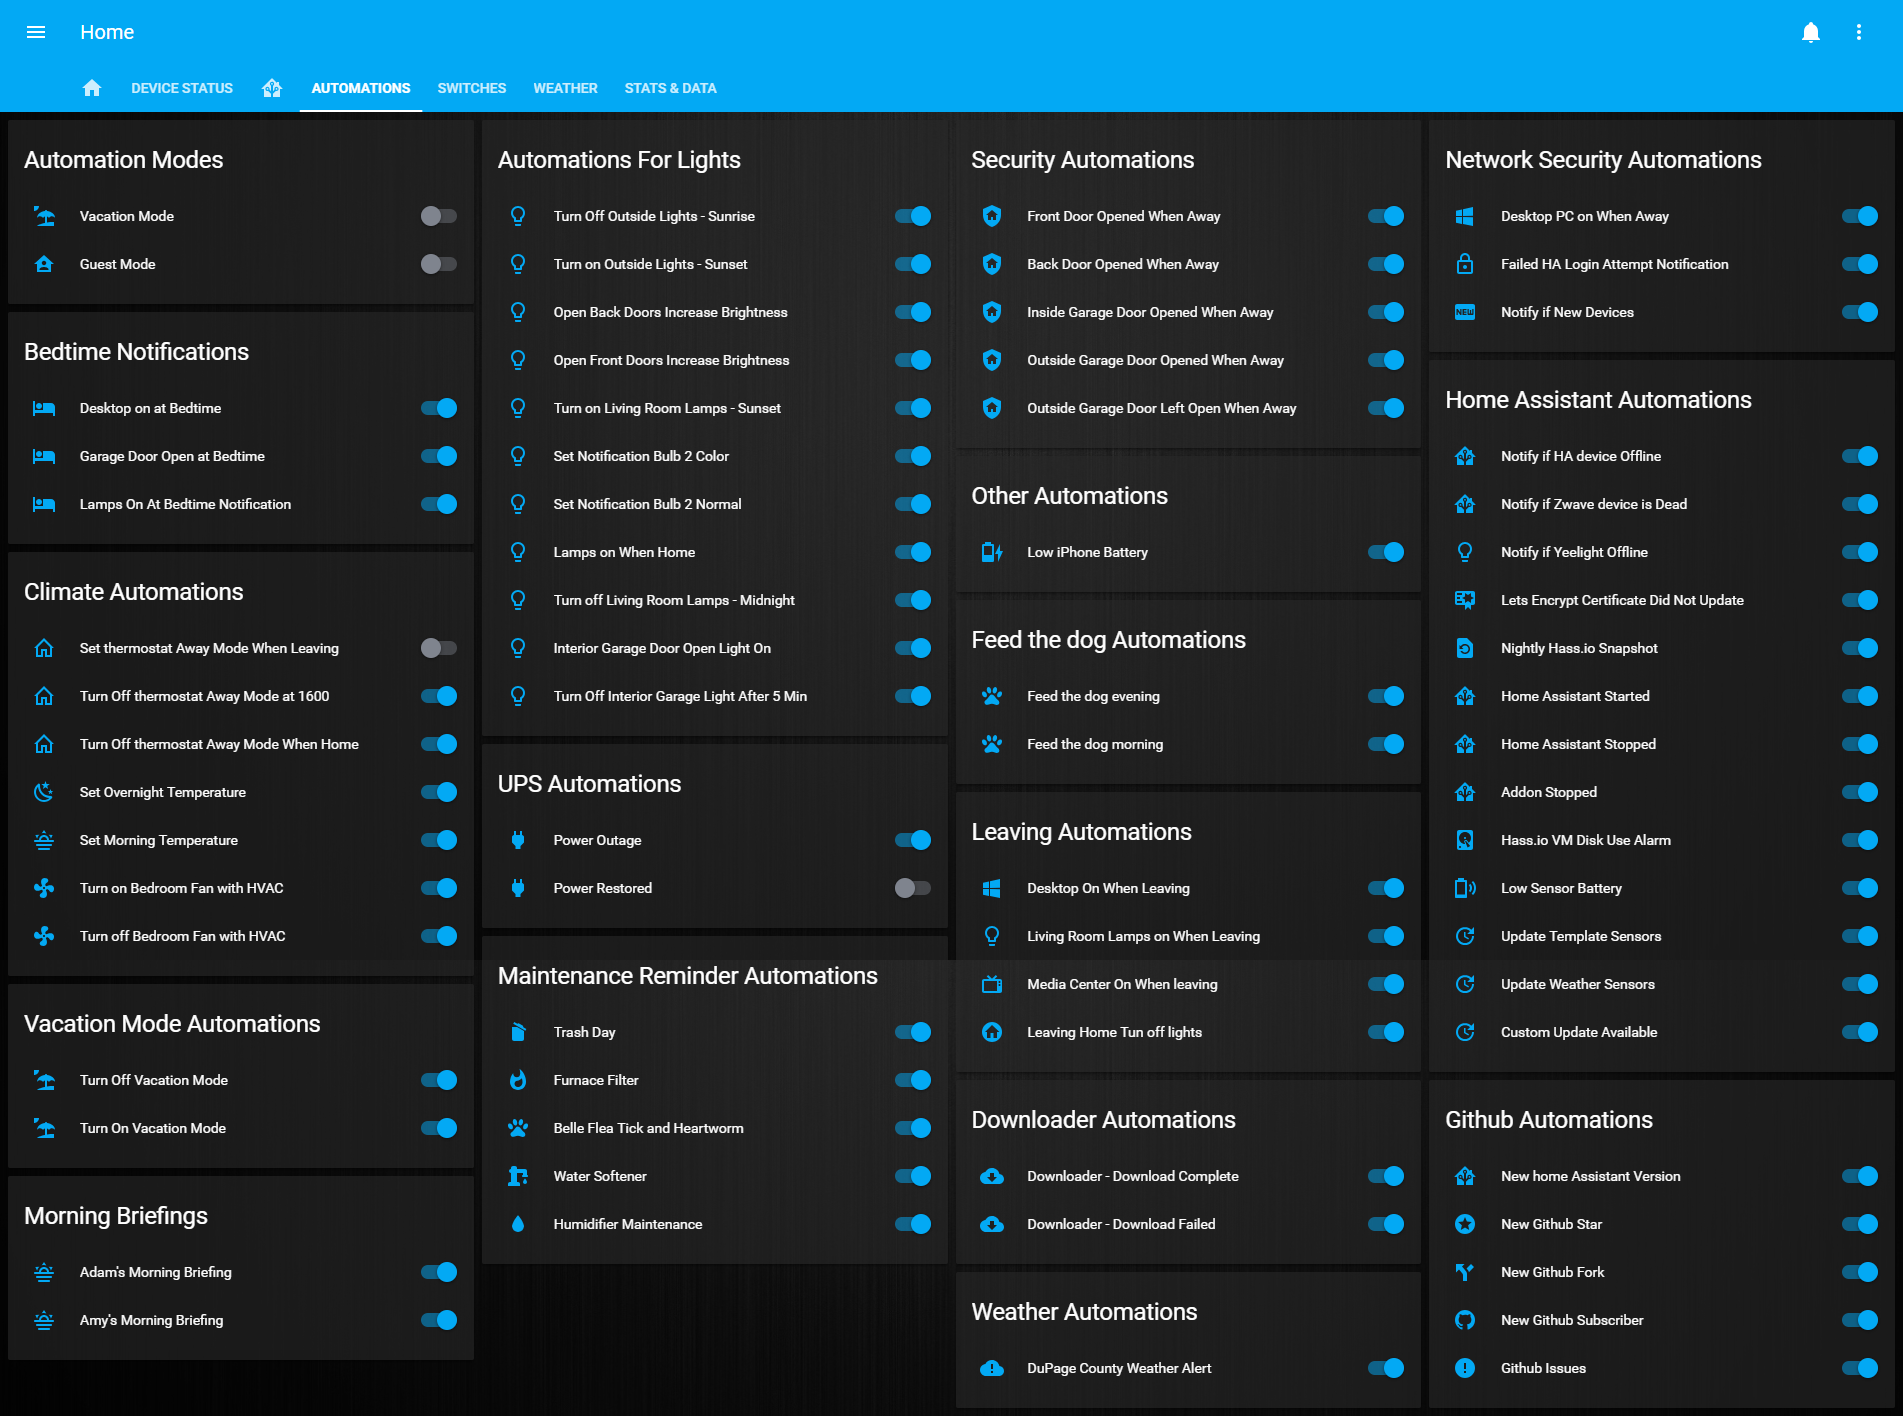 Home
DEVICE STATUS
AUTOMATIONS
SWITCHES
WEATHER
STATS & DATA
Automation Modes
Vacation Mode
Guest Mode
Bedtime Notifications
Desktop on at Bedtime
Garage Door Open at Bedtime
Lamps On At Bedtime Notification
Climate Automations
Set thermostat Away Mode When Leaving
Turn Off thermostat Away Mode at 1600
Turn Off thermostat Away Mode When Home
Set Overnight Temperature
Set Morning Temperature
Turn on Bedroom Fan with HVAC
Turn off Bedroom Fan with HVAC
Vacation Mode Automations
Turn Off Vacation Mode
Turn On Vacation Mode
Morning Briefings
Adam's Morning Briefing
Amy's Morning Briefing
Automations For Lights
Turn Off Outside Lights - Sunrise
Turn on Outside Lights - Sunset
Open Back Doors Increase Brightness
Open Front Doors Increase Brightness
Turn on Living Room Lamps - Sunset
Set Notification Bulb 2 Color
Set Notification Bulb 2 Normal
Lamps on When Home
Turn off Living Room Lamps - Midnight
Interior Garage Door Open Light On
Turn Off Interior Garage Light After 5 Min
UPS Automations
Power Outage
Power Restored
Maintenance Reminder Automations
Trash Day
Furnace Filter
Belle Flea Tick and Heartworm
Water Softener
Humidifier Maintenance
Security Automations
Front Door Opened When Away
Back Door Opened When Away
Inside Garage Door Opened When Away
Outside Garage Door Opened When Away
Outside Garage Door Left Open When Away
Other Automations
Low iPhone Battery
Feed the dog Automations
Feed the dog evening
Feed the dog morning
Leaving Automations
Desktop On When Leaving
Living Room Lamps on When Leaving
Media Center On When leaving
Leaving Home Tun off lights
Downloader Automations
Downloader - Download Complete
Downloader - Download Failed
Weather Automations
DuPage County Weather Alert
Network Security Automations
Desktop PC on When Away
Failed HA Login Attempt Notification
NEW
Notify if New Devices
Home Assistant Automations
Notify if HA device Offline
Notify if Zwave device is Dead
Notify if Yeelight Offline
Lets Encrypt Certificate Did Not Update
Nightly Hass.io Snapshot
Home Assistant Started
Home Assistant Stopped
Addon Stopped
Hass.io VM Disk Use Alarm
Low Sensor Battery
Update Template Sensors
Update Weather Sensors
Custom Update Available
Github Automations
New home Assistant Version
New Github Star
New Github Fork
New Github Subscriber
Github Issues